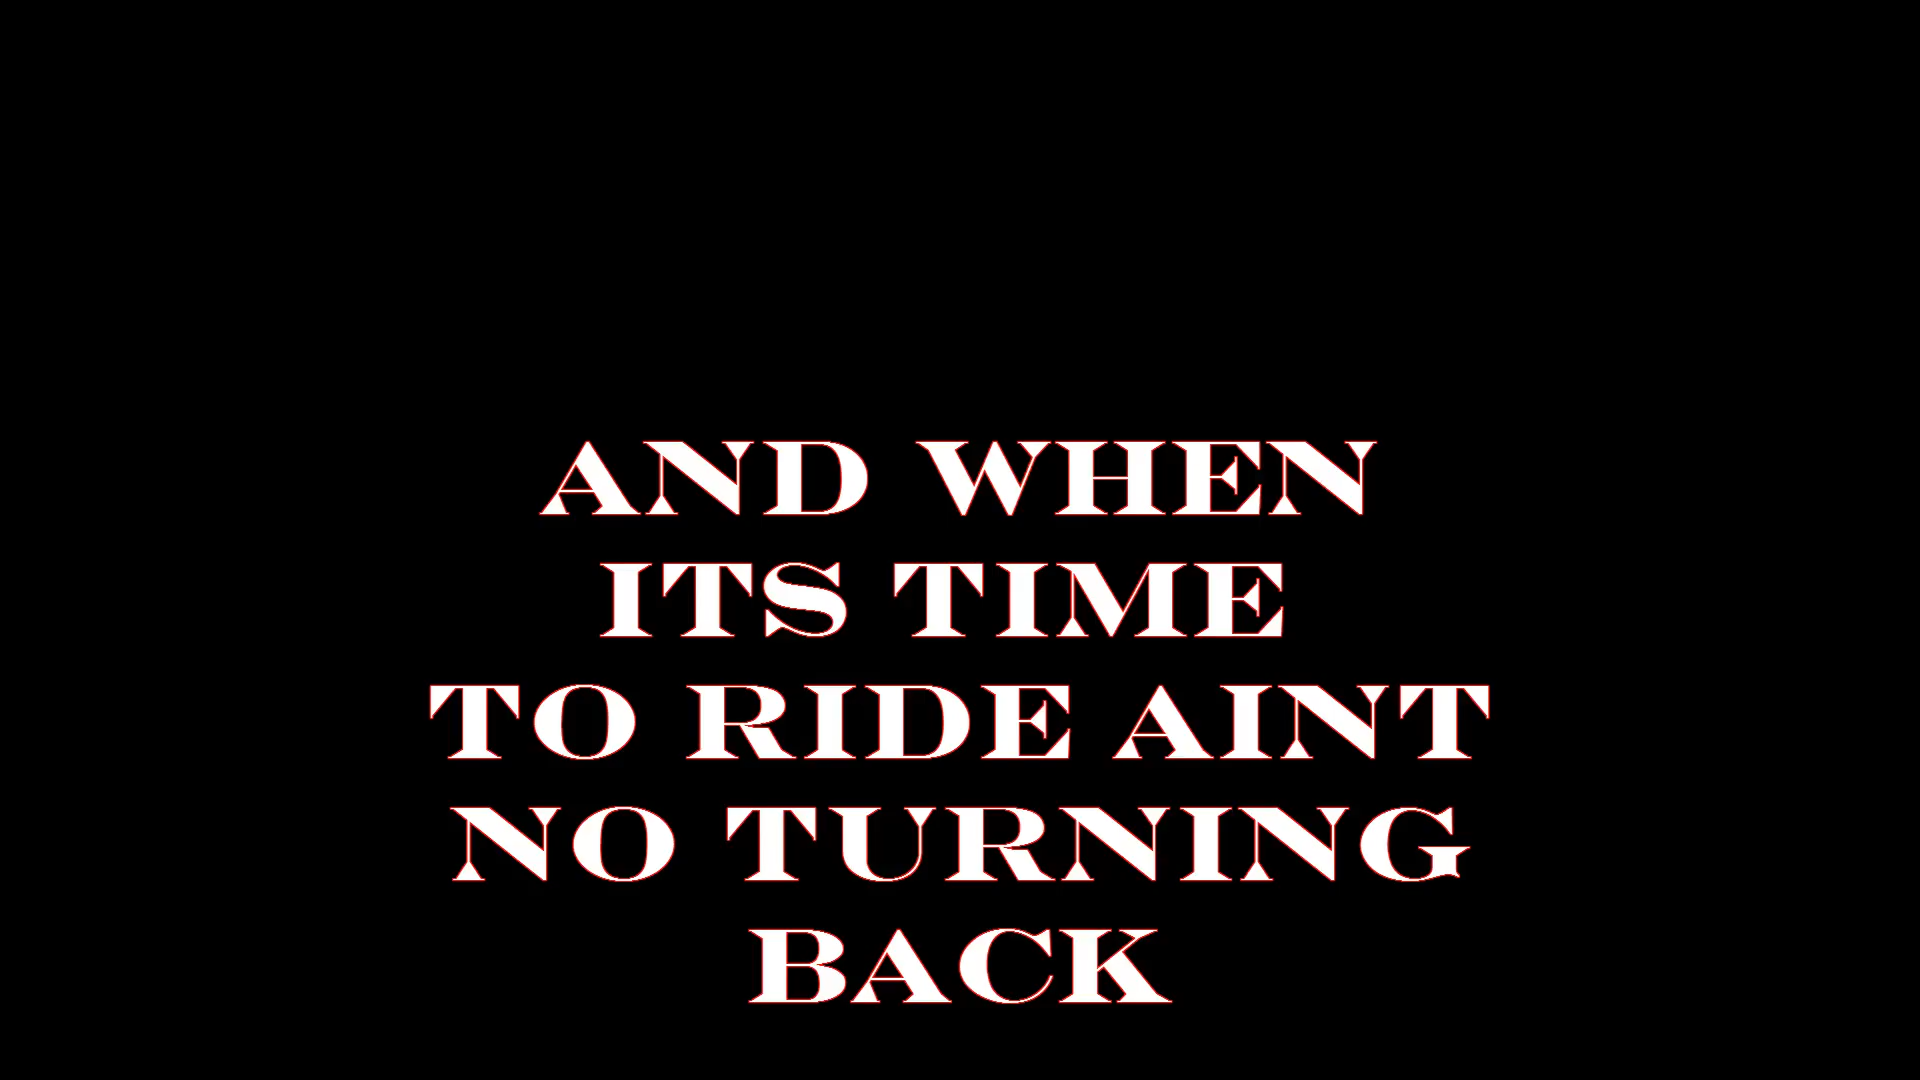 AND WHEN
ITS TIME
TO RIDE AINT
NO TURNING
BACK